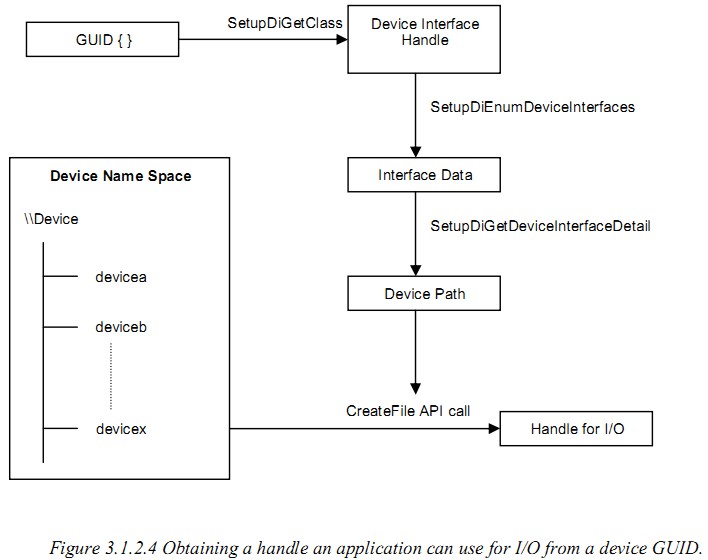 SetupDiGetClass
GUID { }
Device Interface
Handle
SetupDiEnumDeviceInterfaces
Device Name Space
Interface Data
\\Device
SetupDiGetDeviceInterfaceDetail
devicea
Device Path
deviceb
CreateFile API call
devicex
Handle for I/O
Figure 3.1.2.4 Obtaining a handle an application can use for I/O from a device GUID.